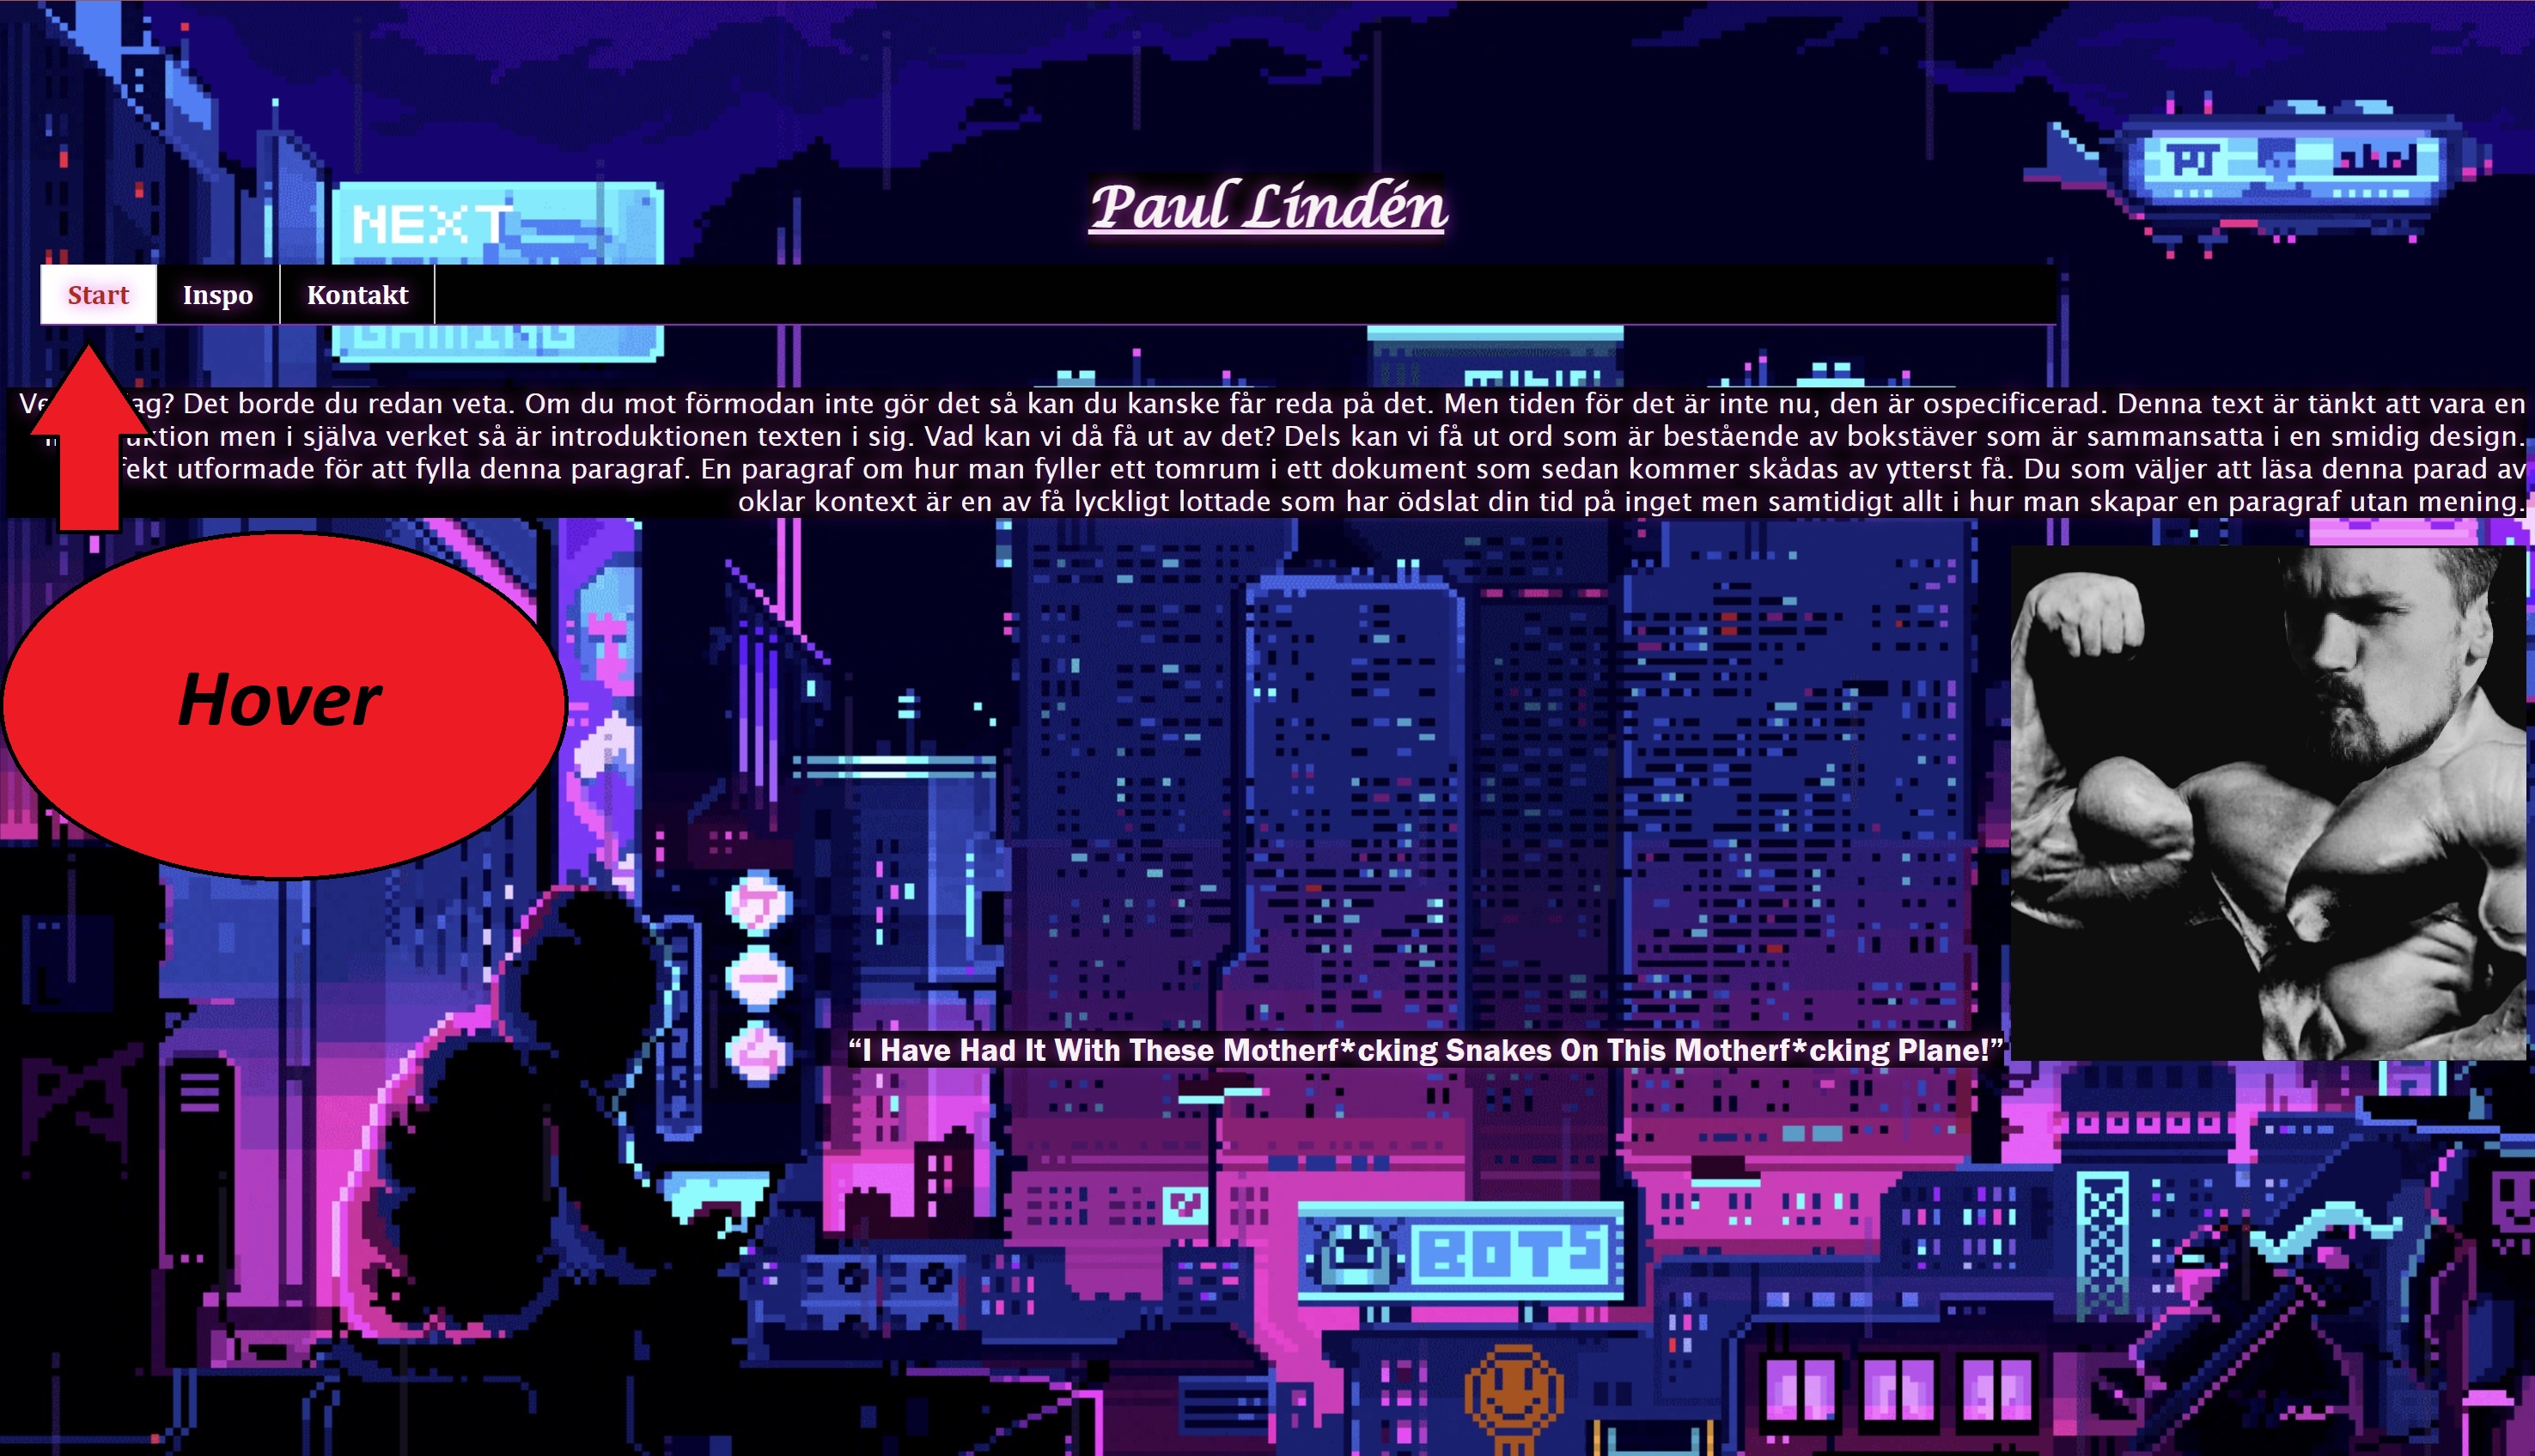 Paul Lindén
NEXT
GAMING
Start
Inspo
Kontakt
jag? Det borde du redan veta. Om du mot förmodan inte gör det så kan du kanske får reda på det. Men tiden för det är inte nu, den är ospecificerad. Denna text är tänkt att vara en
men i själva verket så är introduktionen texten i sig. Vad kan vi då få ut av det? Dels kan vi få ut ord som är bestående av bokstäver som är sammansatta i en smidig design.
utformade för att fylla denna paragraf. En paragraf om hur man fyller ett tomrum i ett dokument som sedan kommer skådas av ytterst få. Du som väljer att läsa denna parad av
oklar kontext är en av få lyckligt lottade som har ödslat din tid på inget men samtidigt allt i hur man skapar en paragraf utan mening.
Hover
“I Have Had It With These Motherf*cking Snakes On This Motherf*cking Plane!”
BOTS